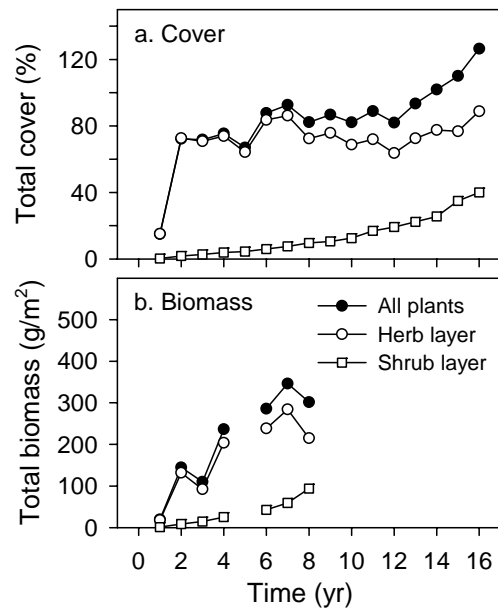 a. Cover
Total cover (%)
120
80
40
0
b. Biomass
Total biomass (g/m²)
500
400
300
200
100
0
All plants
Herb layer
Shrub layer
0 2 4 6 8 10 12 14 16
Time (yr)